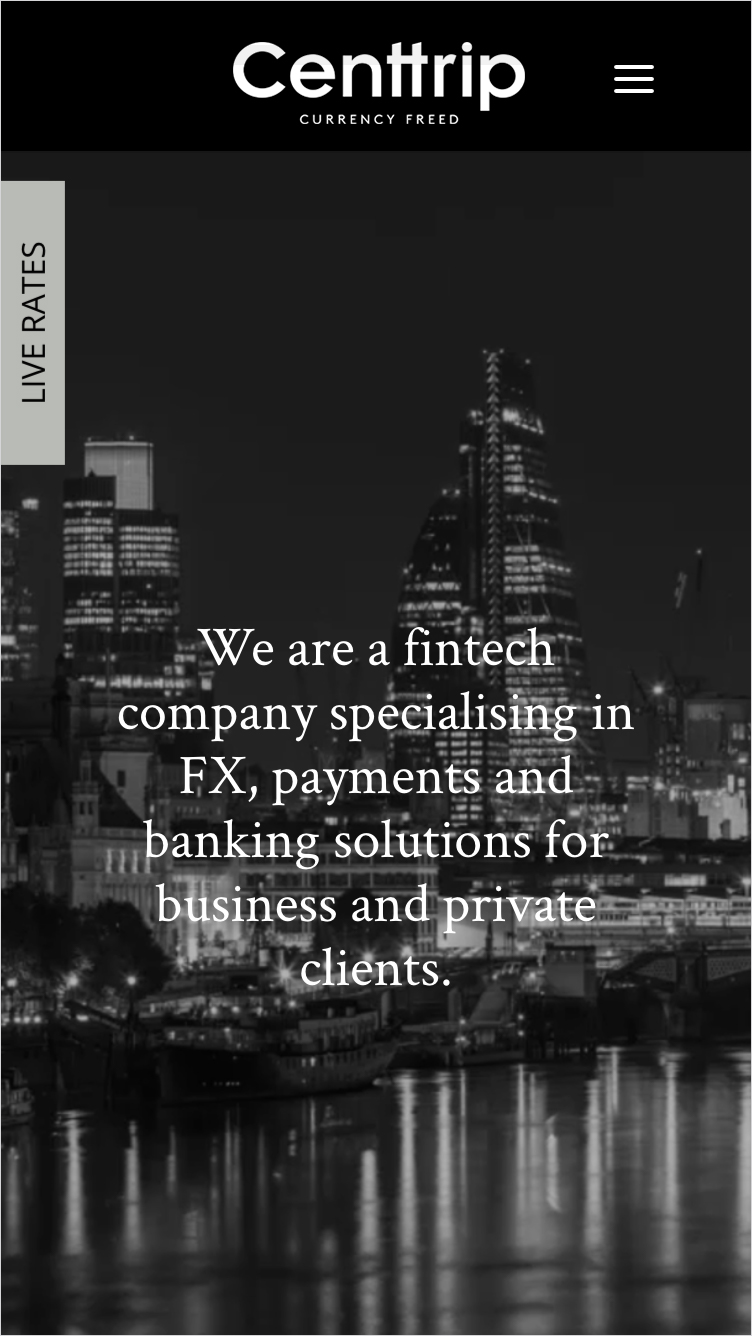 Centtrip
CURRENCY FREED
LIVE RATES
We are a fintech
company specialising in
FX, payments and
banking solutions for
business and private
clients.